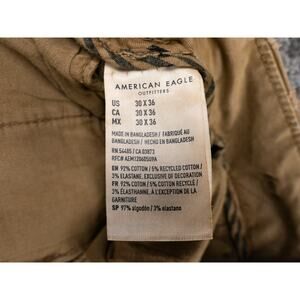 AMERICAN EAGLE
OUTFITTERS
US 30 X 36
CA 30 X 36
MX 30 X 36
MADE IN BANGLADESH / FABRIQUÉ AU
BANGLADESH / HECHO EN BANGLADESH
RN 54485 / CA 03873
RFC# AEM120605U9A
EN 92% COTTON / 5% RECYCLED COTTON /
3% ELASTANE, EXCLUSIVE OF DECORATION
FR 92% COTON / 5% COTON RECYCLÉ /
3% ÉLASTHANNE, À L'EXCEPTION DE LA
GARNITURE
SP 97% algodón / 3% elastano